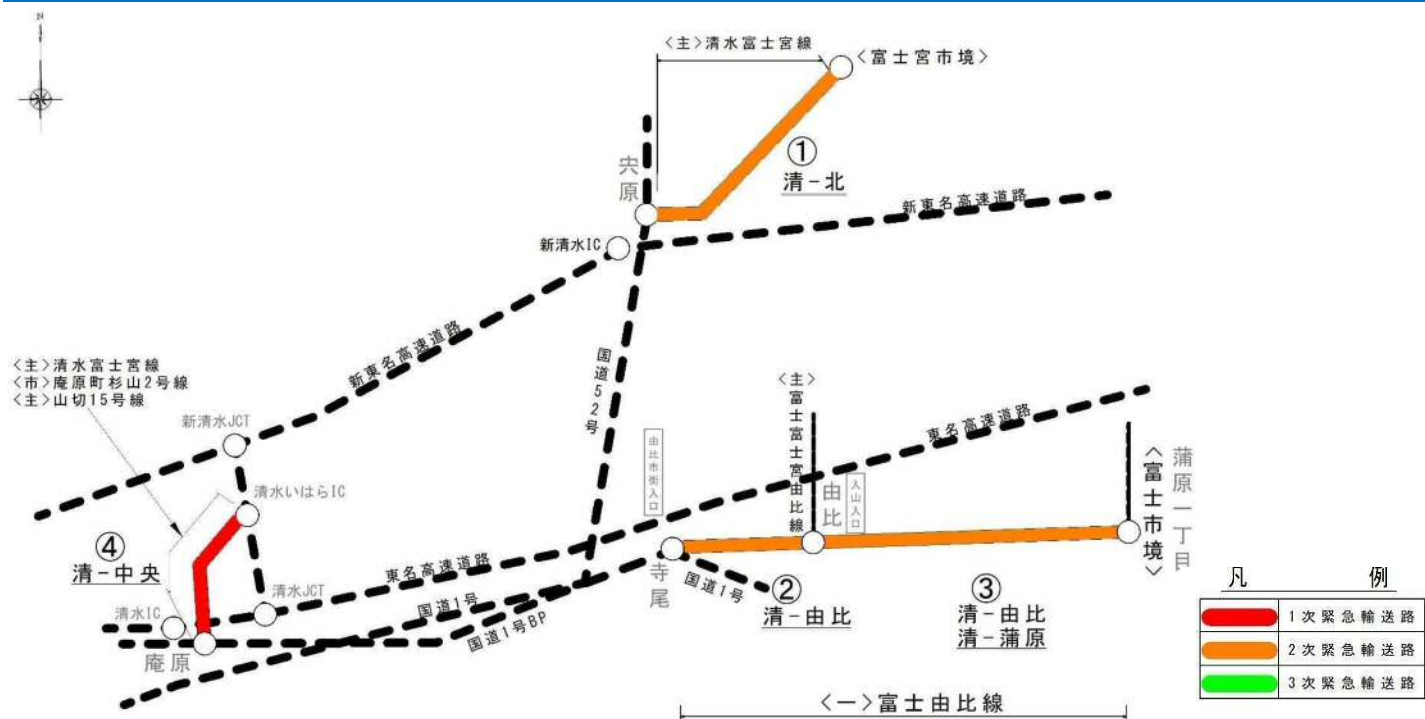 N
<主>清水富士宮線
<富士宮市境>
①
清-北
宍原
新東名高速道路
新清水IC
新東名高速道路
国道52号
<主>清水富士宮線
<市>庵原町杉山2号線
<主>山切15号線
新清水JCT
清水いはらIC
④
清-中央
清水JCT
清水IC
庵原
東名高速道路
国道1号
国道1号BP
由比市街入口
寺尾
国道1号
<主>富士富士宮由比線
由比
入山入口
東名高速道路
蒲原一丁目
<富士市境>
②
清-由比
③
清-由比
清-蒲原
<一>富士由比線
凡例
1次緊急輸送路
2次緊急輸送路
3次緊急輸送路